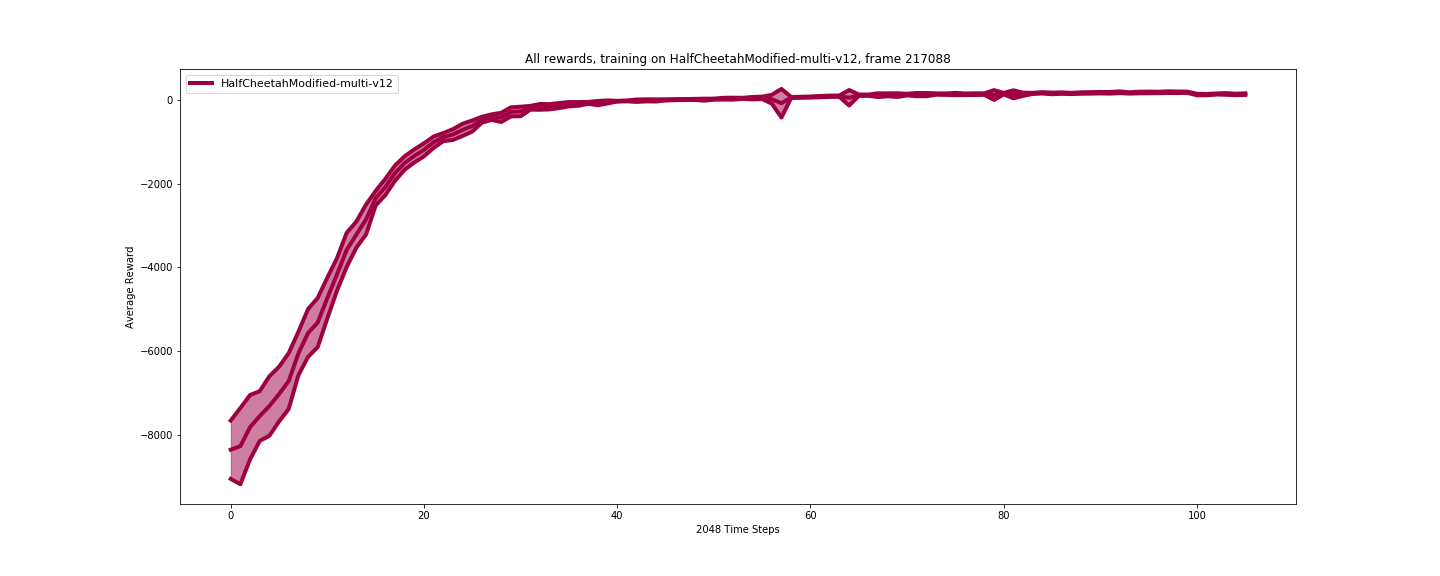 All rewards, training on HalfCheetahModified-multi-v12, frame 217088
HalfCheetahModified-multi-v12
0
−2000
−4000
−6000
−8000
Average Reward
0 20 40 60 80 100
2048 Time Steps